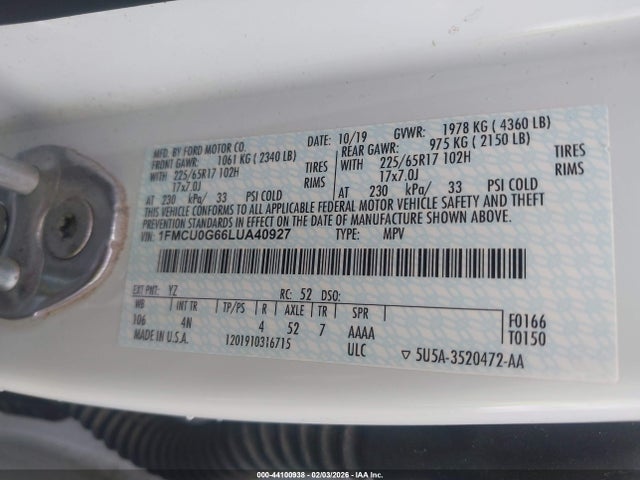 MFD. BY FORD MOTOR CO. DATE: 10/19 GVWR: 1978 KG ( 4360 LB)
FRONT GAWR: 1061 KG ( 2340 LB) REAR GAWR: 975 KG ( 2150 LB)
WITH 225/65R17 102H TIRES WITH 225/65R17 102H TIRES
17x7.0J RIMS 17x7.0J RIMS
AT 230 kPa/ 33 PSI COLD AT 230 kPa/ 33 PSI COLD
THIS VEHICLE CONFORMS TO ALL APPLICABLE FEDERAL MOTOR VEHICLE SAFETY AND THEFT
PREVENTION STANDARDS IN EFFECT ON THE DATE OF MANUFACTURE SHOWN ABOVE.
VIN: 1FMCU0G66LUA40927 TYPE: MPV
EXT PNT: YZ RC: 52 DSO:
WB INT TR TP/PS R AXLE TR SPR
106 4N 4 52 7 AAAA F0166
MADE IN U.S.A. 1201910316715 ULC T0150
▽ 5U5A-3520472-AA
000-44100938 - 02/03/2026 - IAAI